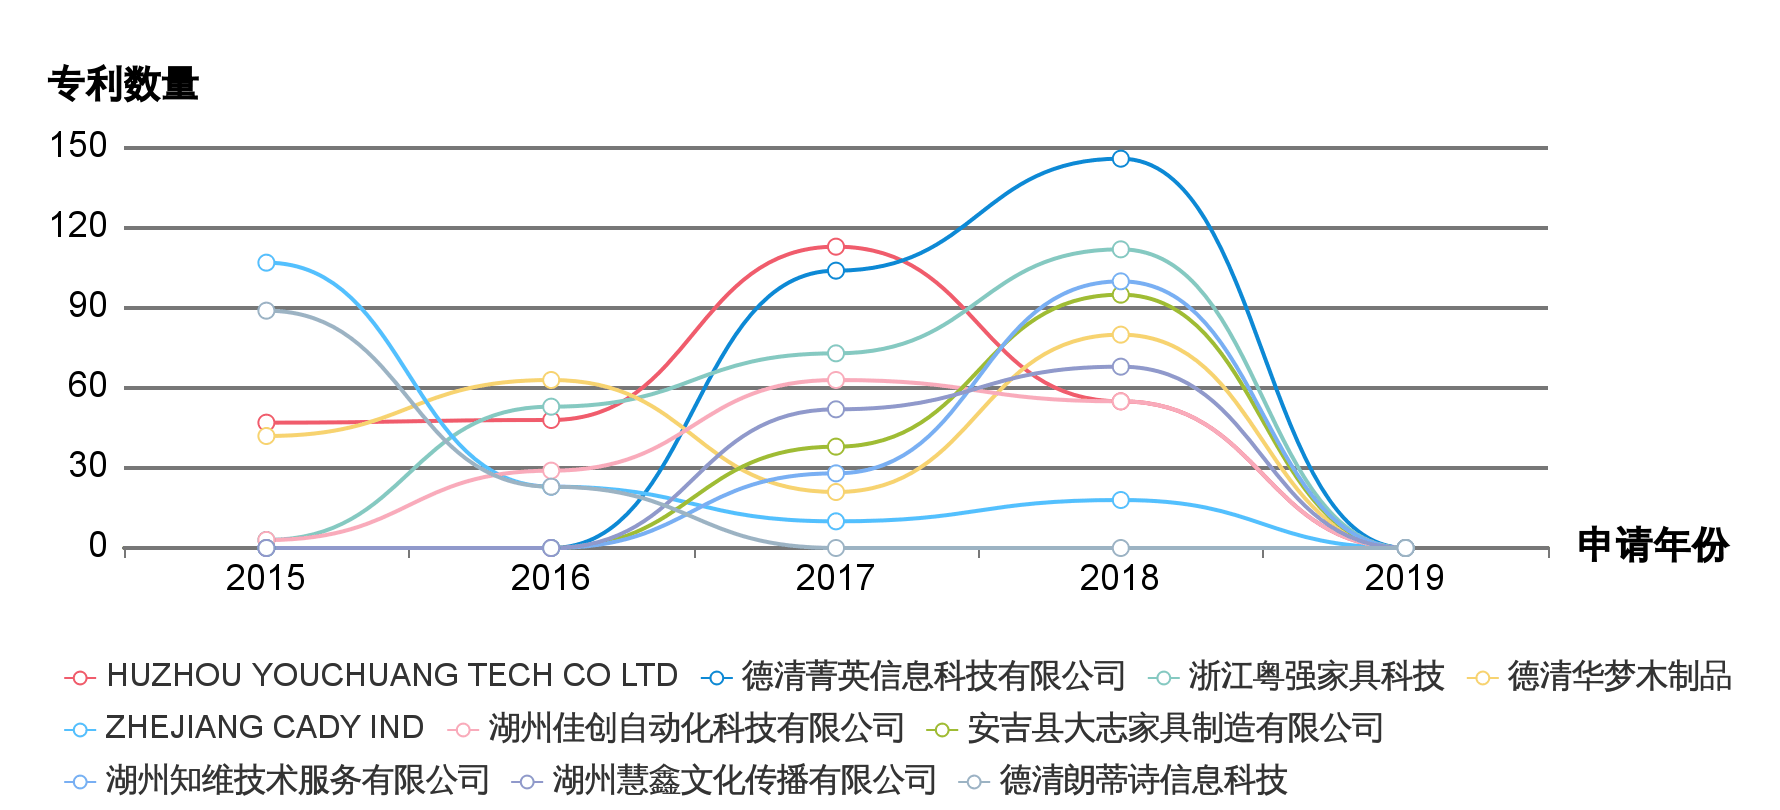 专利数量
150
120
90
60
30
0
申请年份
2015 2016 2017 2018 2019
HUZHOU YOUCHUANG TECH CO LTD 德清菁英信息科技有限公司 浙江粤强家具科技 德清华梦木制品
ZHEJIANG CADY IND 湖州佳创自动化科技有限公司 安吉县大志家具制造有限公司
湖州知维技术服务有限公司 湖州慧鑫文化传播有限公司 德清朗蒂诗信息科技